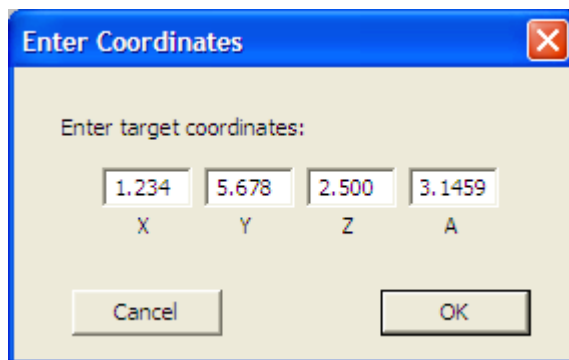 Enter Coordinates
Enter target coordinates:
1.234 5.678 2.500 3.1459
X Y Z A
Cancel OK